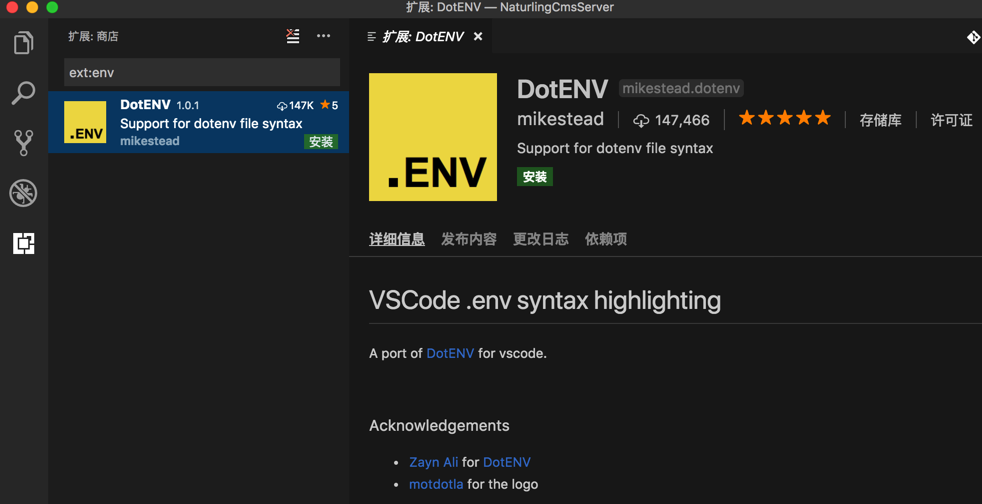 扩展: DotENV — NaturlingCmsServer
扩展: 商店
ext:env
DotENV 1.0.1 147K ★5
Support for dotenv file syntax
mikestead 安装
.ENV
扩展: DotENV ×
.ENV
DotENV mikestead.dotenv
mikestead 147,466 ★★★★★ 存储库 许可证
Support for dotenv file syntax
安装
详细信息 发布内容 更改日志 依赖项
VSCode .env syntax highlighting
A port of DotENV for vscode.
Acknowledgements
• Zayn Ali for DotENV
• motdotla for the logo